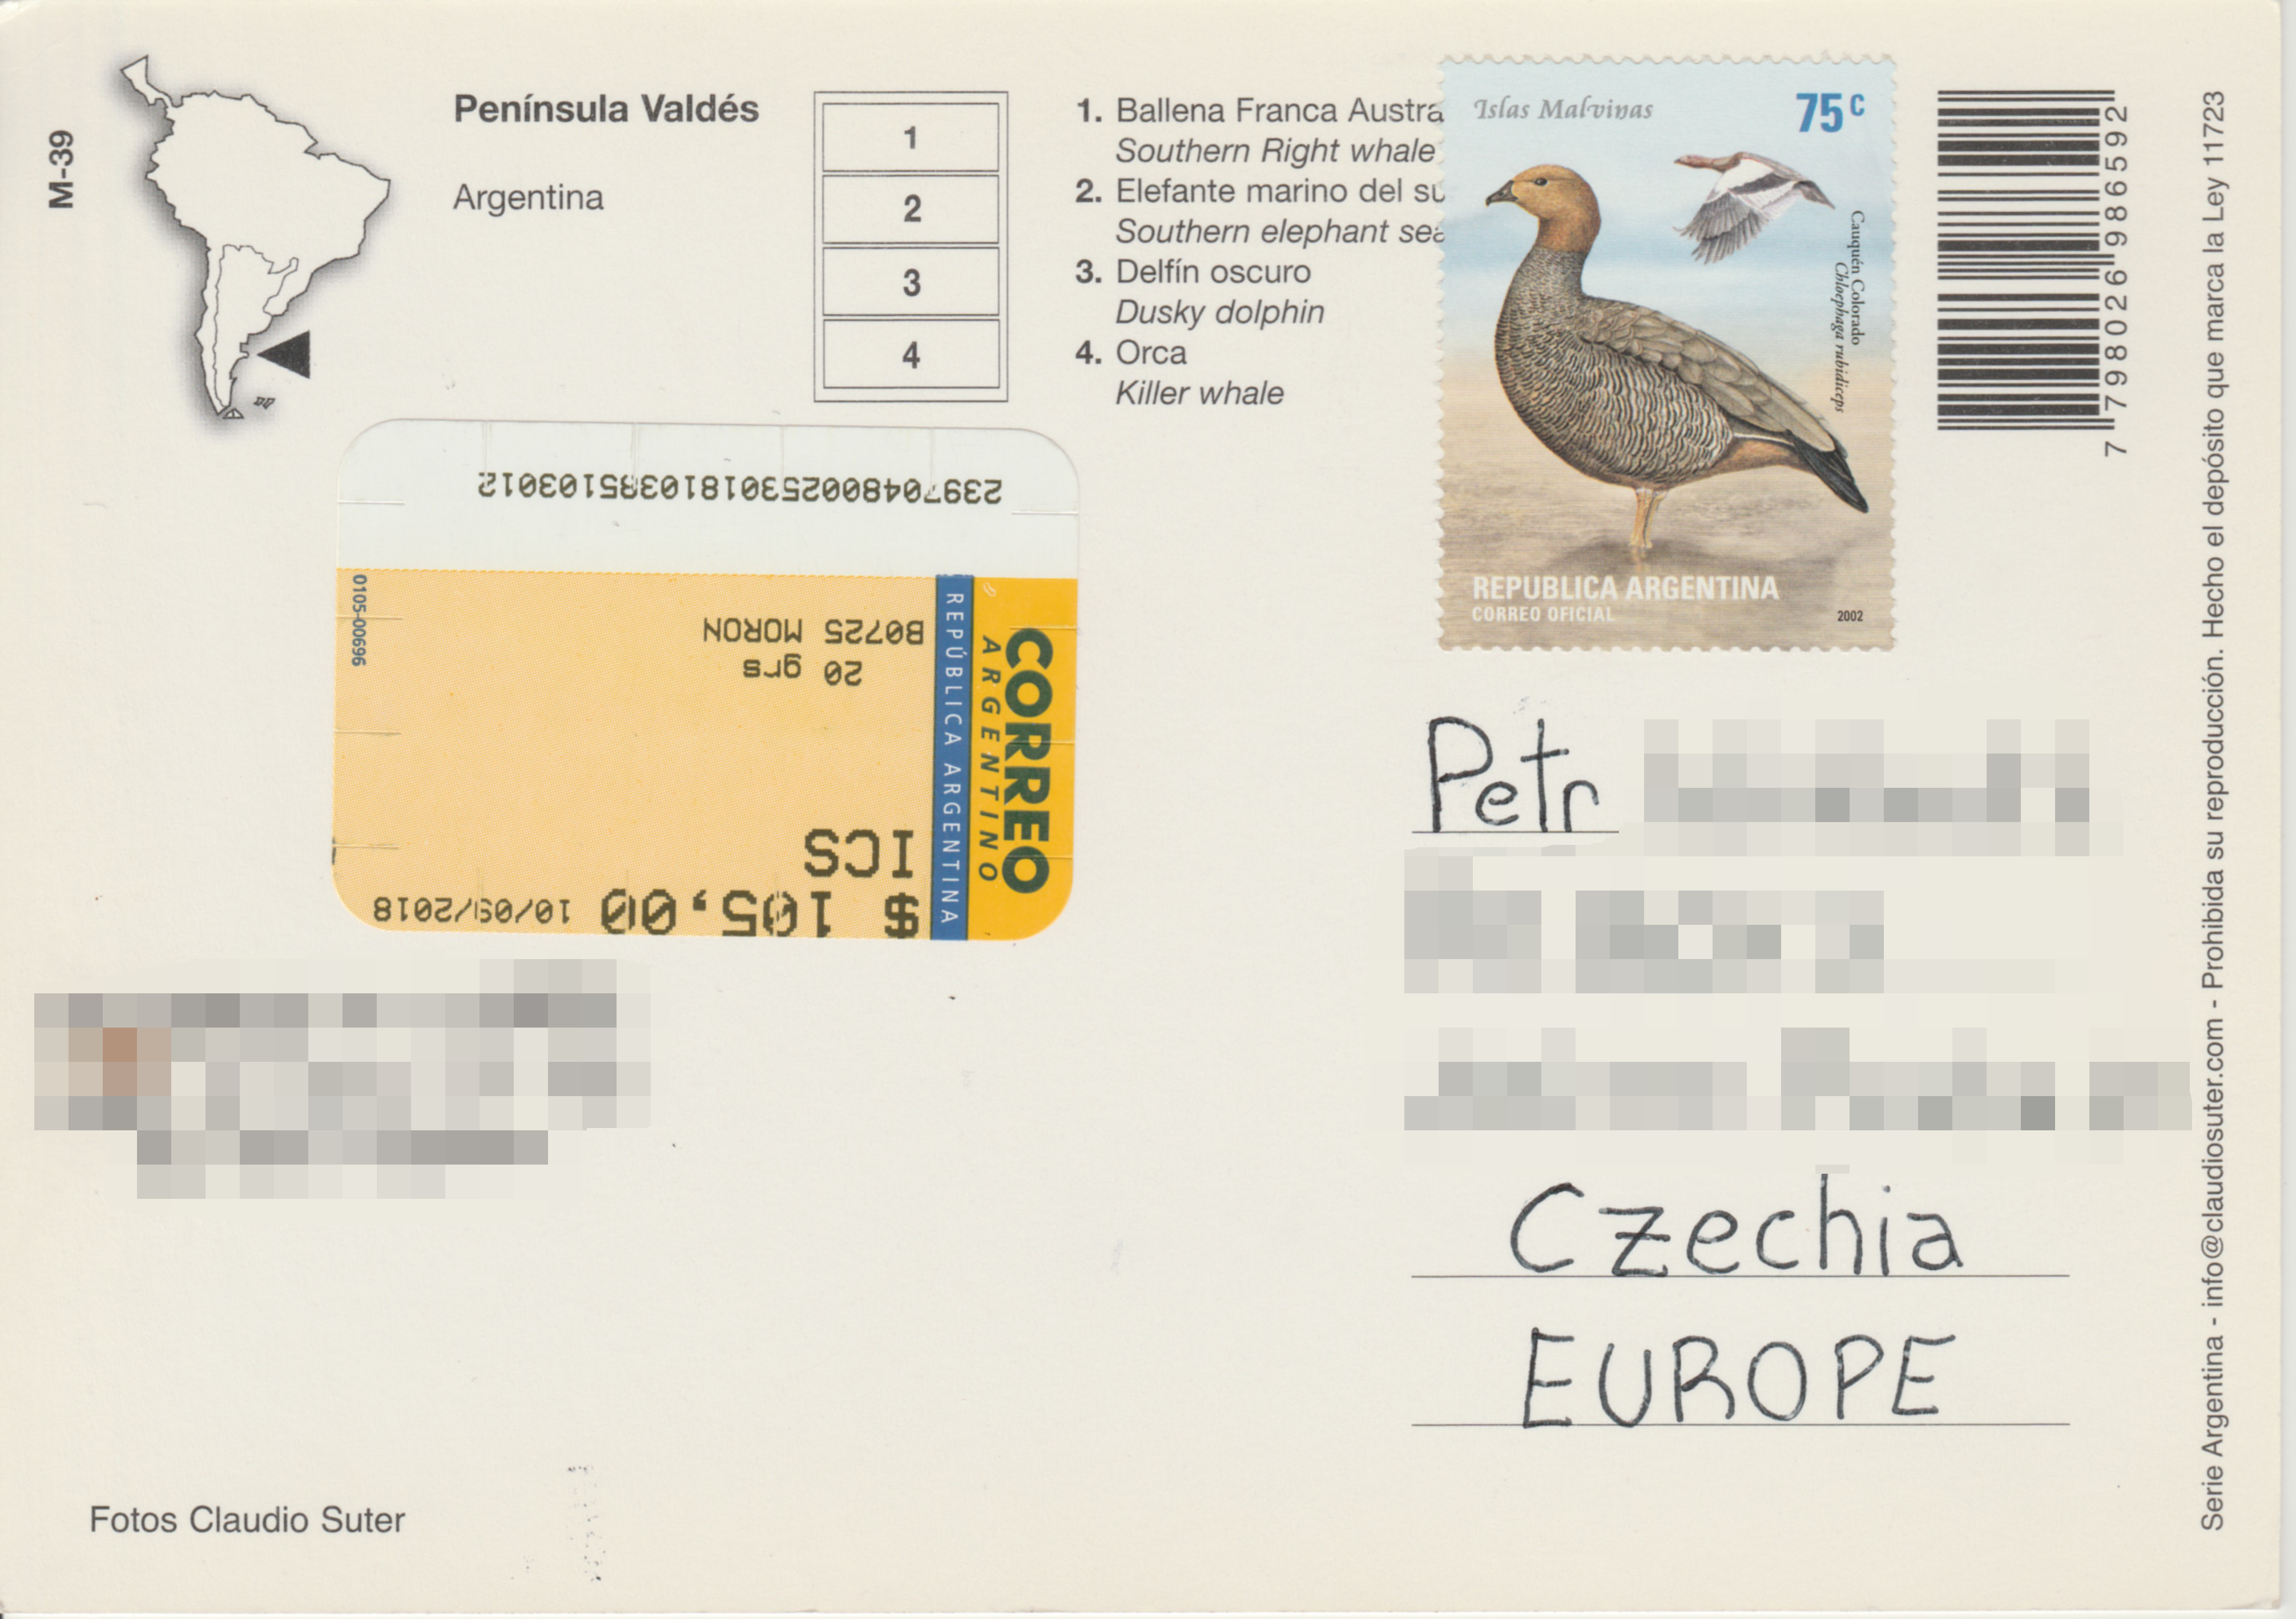 M-39
Península Valdés
Argentina
1
2
3
4
1. Ballena Franca Austra
Southern Right whale
2. Elefante marino del su
Southern elephant sea
3. Delfín oscuro
Dusky dolphin
4. Orca
Killer whale
Islas Malvinas
75c
Cauquén Colorado
Chloephaga rubidiceps
REPUBLICA ARGENTINA
CORREO OFICIAL
2002
7 798026 986592
Serie Argentina - info@claudiosuter.com - Prohibida su reproducción. Hecho el depósito que marca la Ley 11723
CORREO
ARGENTINO
REPÚBLICA ARGENTINA
$ 105,00 10/09/2018
ICS
20 grs
B0725 MORON
23970480025301810385103012
0105-00696
Petr
Czechia
EUROPE
Fotos Claudio Suter